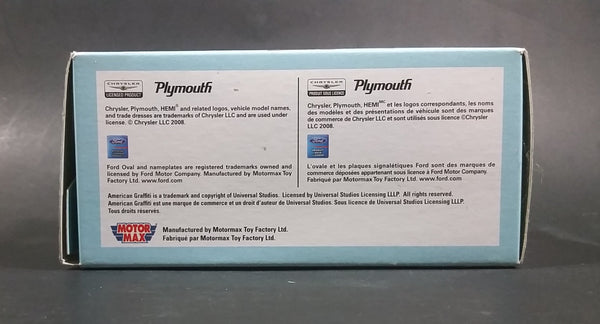 CHRYSLER
LICENSED PRODUCT
Plymouth
Chrysler, Plymouth, HEMI® and related logos, vehicle model names,
and trade dresses are trademarks of Chrysler LLC and are used under
license. © Chrysler LLC 2008.
Ford
Ford Oval and nameplates are registered trademarks owned and
licensed by Ford Motor Company. Manufactured by Motormax Toy
Factory Ltd. www.ford.com
CHRYSLER
PRODUIT SOUS LICENCE
Plymouth
Chrysler, Plymouth, HEMI MC et les logos correspondants, les noms
des modèles et des présentations de véhicule sont des marques
de commerce de Chrysler LLC et sont utilisés sous licence ©Chrysler
LLC 2008.
Ford
L'ovale et les plaques signalétiques Ford sont des marques de
commerce déposées appartenant sous licence à Ford Motor Company.
Fabriqué par Motormax Toy Factory Ltd. www.ford.com
American Graffiti is a trademark and copyright of Universal Studios. Licensed by Universal Studios Licensing LLLP. All rights reserved.
American Graffiti est une marque de commerce et un droit d'auteur de Universal Studios. Sous licence de Universal Studios Licensing LLLP.
Tous droits réservés.
MOTOR
MAX
Manufactured by Motormax Toy Factory Ltd.
Fabriqué par Motormax Toy Factory Ltd.